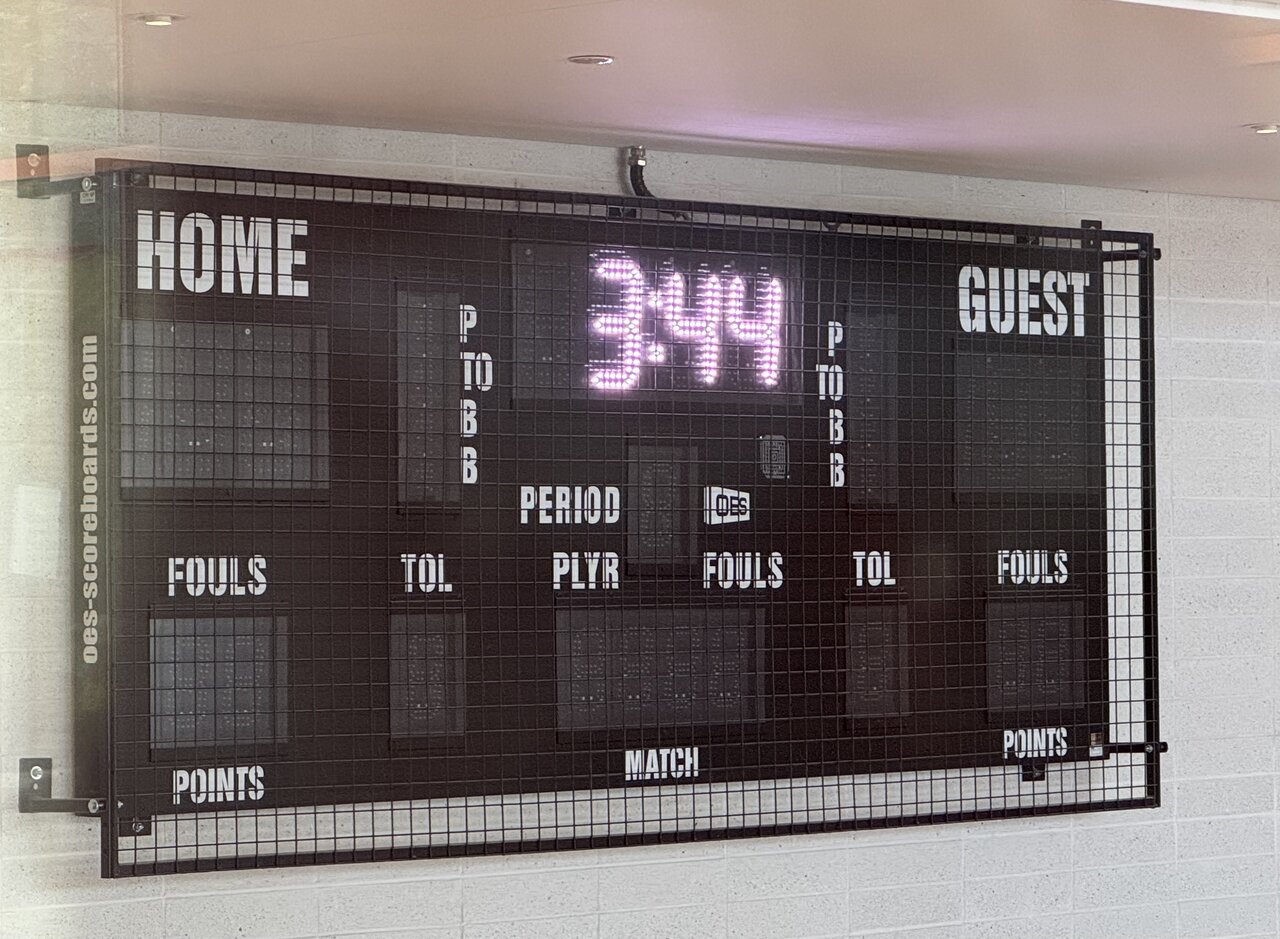 HOME
3:44
GUEST
P
TO
B
B
P
TO
B
B
PERIOD
OES
FOULS
TOL
PLYR
FOULS
TOL
FOULS
POINTS
MATCH
POINTS
oes-scoreboards.com